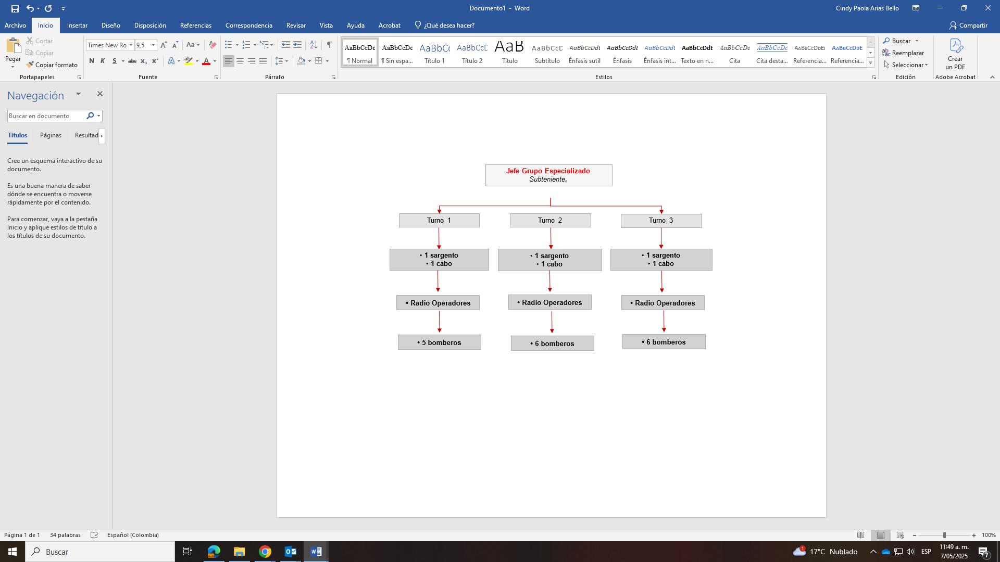 Documento1 - Word
Cindy Paola Arias Bello
Archivo
Inicio
Insertar
Diseño
Disposición
Referencias
Correspondencia
Revisar
Vista
Ayuda
Acrobat
¿Qué desea hacer?
Compartir
Pegar
Cortar
Copiar
Copiar formato
Portapapeles
Times New Ro
9,5
Aa
N K S abc x₂ x²
Fuente
Párrafo
AaBbCcDc
¶ Normal
AaBbCcDc
¶ Sin espa...
AaBbCc
Título 1
AaBbCcD
Título 2
AaB
Título
AaBbCcD
Subtítulo
AaBbCcDdE
Énfasis sutil
AaBbCcDdE
Énfasis
AaBbCcDdE
Énfasis int...
AaBbCcDdE
Texto en n...
AaBbCcDc
Cita
AaBbCcDc
Cita desta...
AaBbCcDdEe
Referencia...
AaBbCcDdE
Referencia...
Estilos
Buscar
Reemplazar
Seleccionar
Edición
Crear
un PDF
Adobe Acrobat
Navegación
Buscar en documento
Títulos
Páginas
Resultad
Cree un esquema interactivo de su
documento.
Es una buena manera de saber
dónde se encuentra o moverse
rápidamente por el contenido.
Para comenzar, vaya a la pestaña
Inicio y aplique estilos de título a
los títulos de su documento.
Jefe Grupo Especializado
Subteniente.
Turno 1
Turno 2
Turno 3
• 1 sargento
• 1 cabo
• 1 sargento
• 1 cabo
• 1 sargento
• 1 cabo
• Radio Operadores
• Radio Operadores
• Radio Operadores
• 5 bomberos
• 6 bomberos
• 6 bomberos
Página 1 de 1
34 palabras
Español (Colombia)
100%
Buscar
1
17°C Nublado
ESP
11:49 a. m.
7/05/2025
7